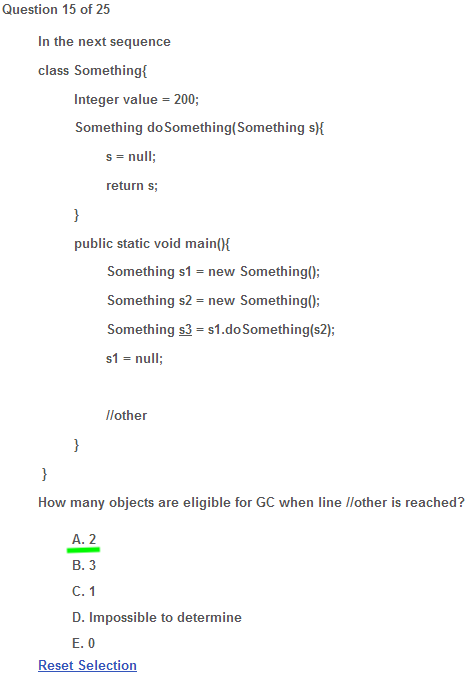 Question 15 of 25
In the next sequence
class Something{
Integer value = 200;
Something doSomething(Something s){
s = null;
return s;
}
public static void main(){
Something s1 = new Something();
Something s2 = new Something();
Something s3 = s1.doSomething(s2);
s1 = null;
//other
}
}
How many objects are eligible for GC when line //other is reached?
A. 2
B. 3
C. 1
D. Impossible to determine
E. 0
Reset Selection